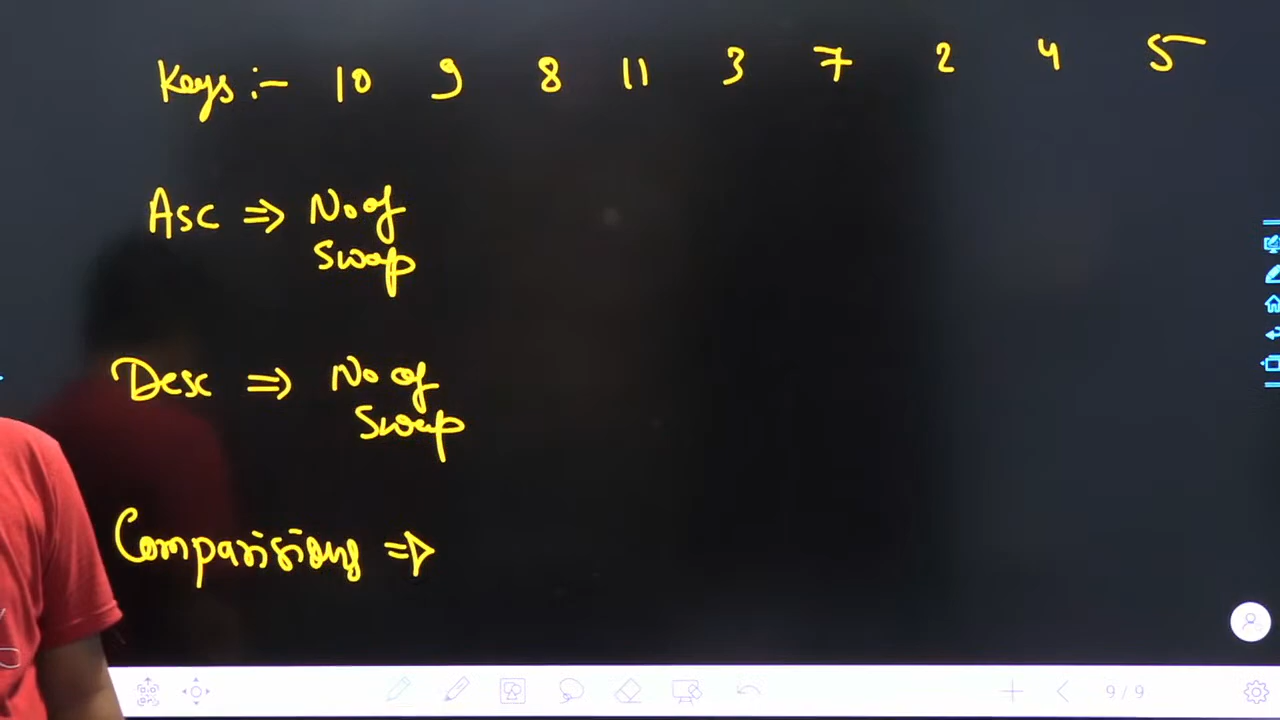 Keys :- 10 9 8 11 3 7 2 4 5
Asc ⇒ No of
Swap
Desc ⇒ No of
Swap
Comparisions ⇒
9 / 9